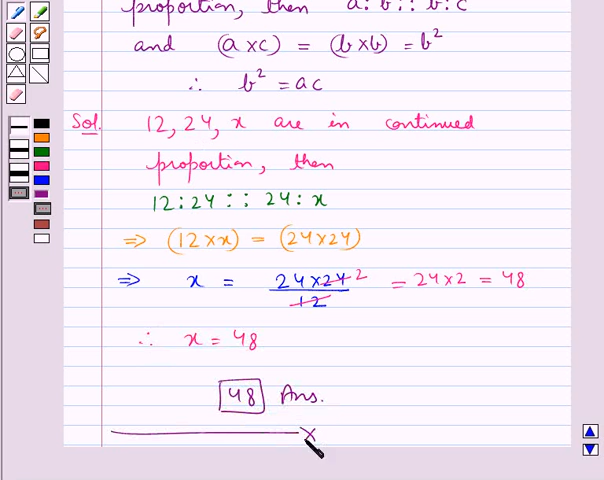 proportion, then a:b::b:c
and (a×c) = (b×b) = b²
∴ b² = ac
Sol. 12, 24, x are in continued
proportion, then
12:24 :: 24:x
⇒ (12×x) = (24×24)
⇒ x = 24×24 2 / 12 = 24×2 = 48
∴ x = 48
48 Ans.